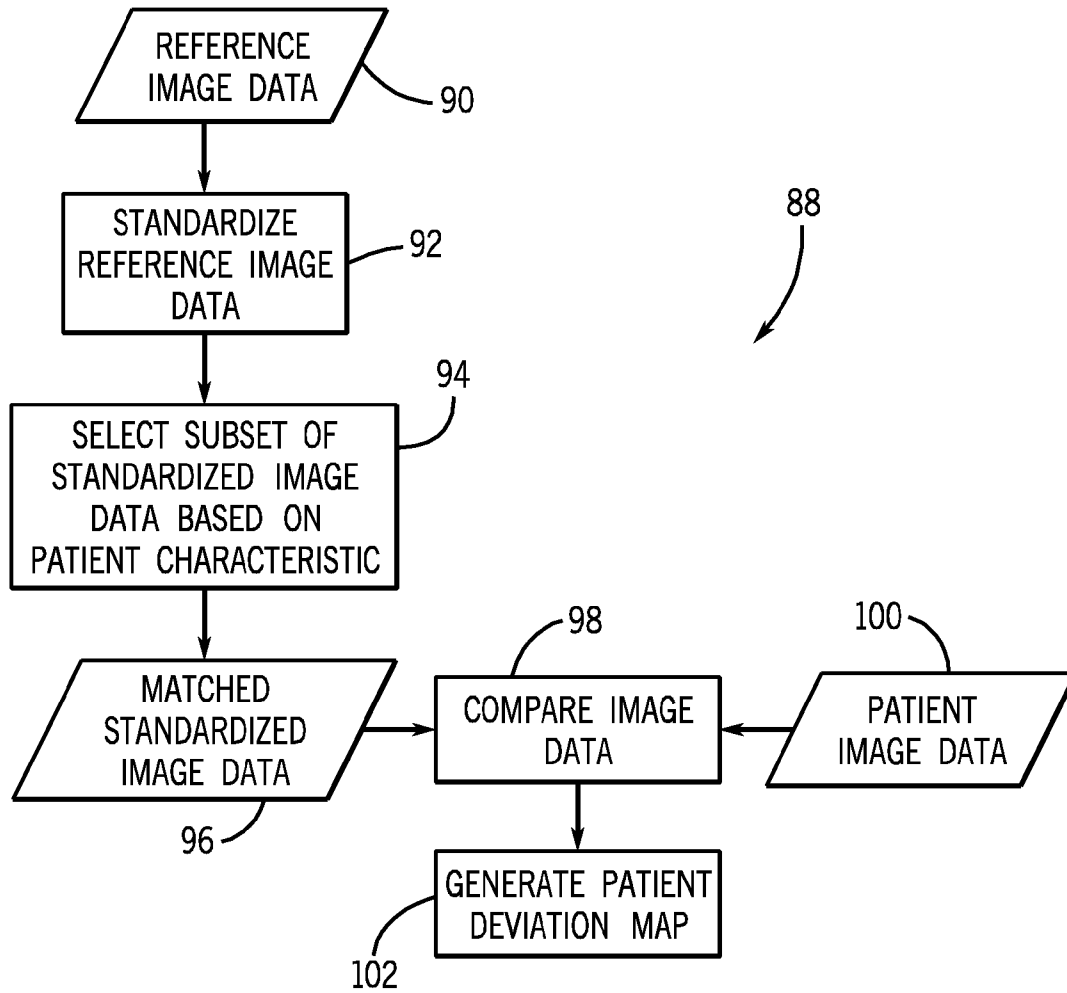 REFERENCE
IMAGE DATA
90
STANDARDIZE
REFERENCE IMAGE
DATA
92
88
94
SELECT SUBSET OF
STANDARDIZED IMAGE
DATA BASED ON
PATIENT CHARACTERISTIC
98
100
MATCHED
STANDARDIZED
IMAGE DATA
96
COMPARE IMAGE
DATA
PATIENT
IMAGE DATA
GENERATE PATIENT
DEVIATION MAP
102